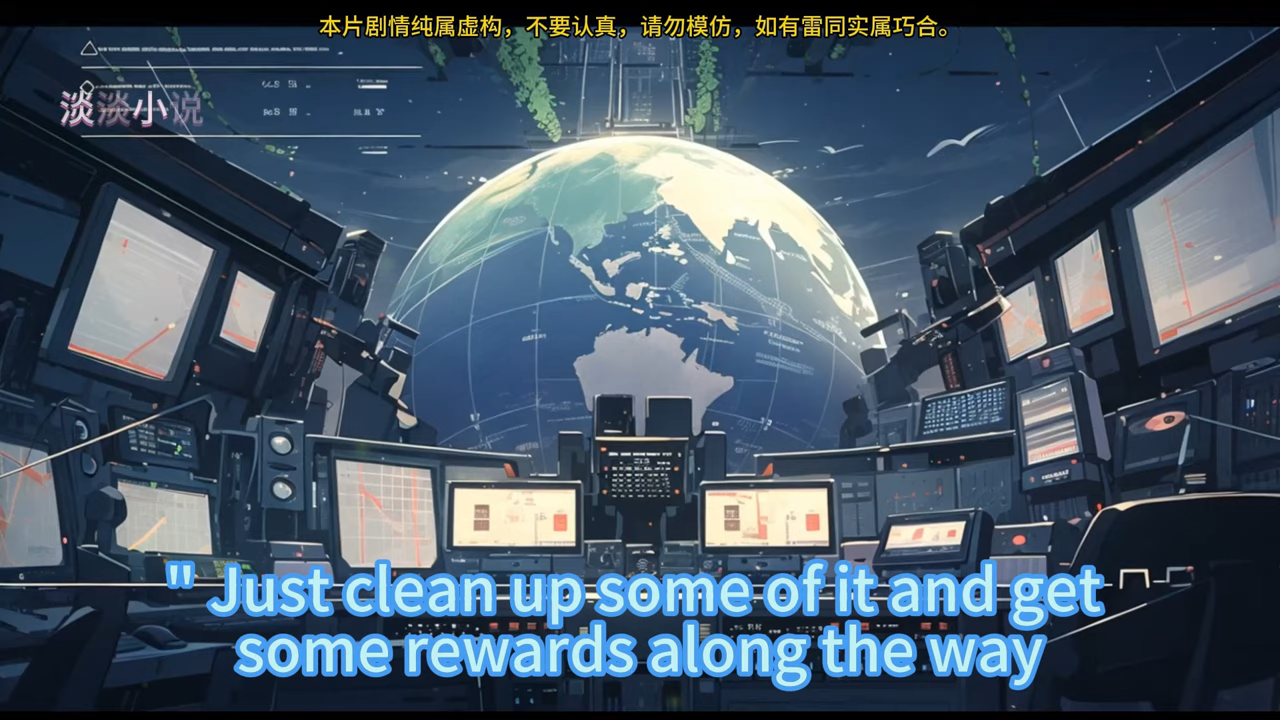 本片剧情纯属虚构，不要认真，请勿模仿，如有雷同实属巧合。
淡淡小说
" Just clean up some of it and get
some rewards along the way